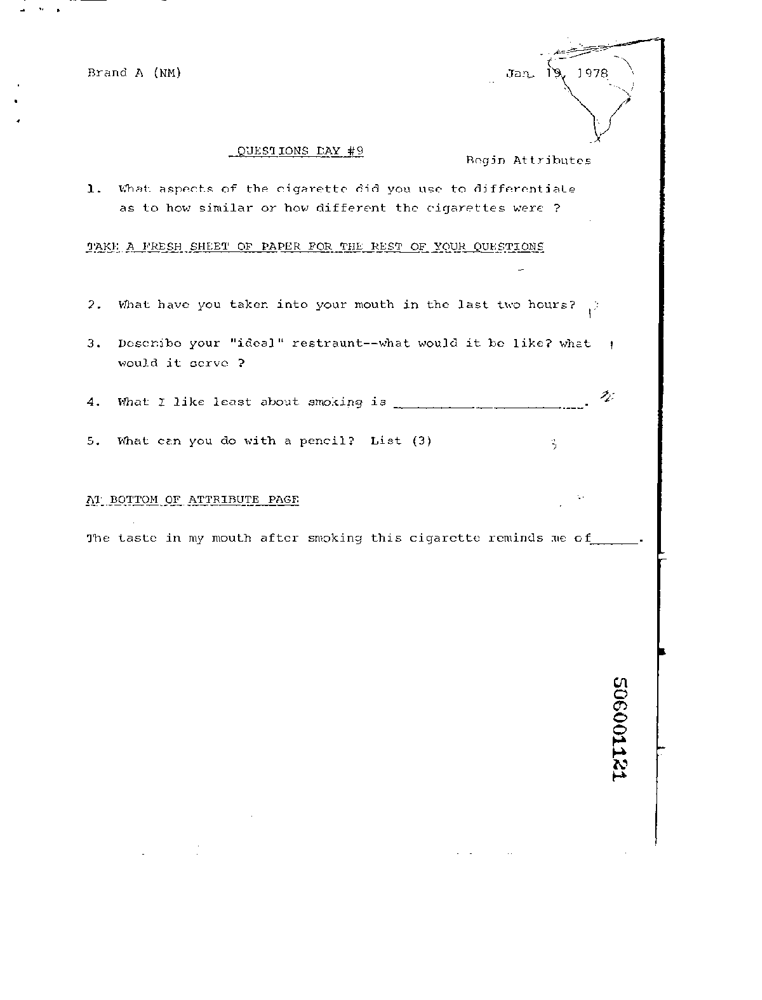 Brand A (NM)
Jan. 19, 1978
QUESTIONS DAY #9
Begin Attributes
1. What aspects of the cigarette did you use to differentiate
as to how similar or how different the cigarettes were ?
TAKE A FRESH SHEET OF PAPER FOR THE REST OF YOUR QUESTIONS
2. What have you taken into your mouth in the last two hours?
3. Describe your "ideal" restraunt--what would it be like? what
would it serve ?
4. What I like least about smoking is ________________________.
5. What can you do with a pencil? List (3)
AT BOTTOM OF ATTRIBUTE PAGE
The taste in my mouth after smoking this cigarette reminds me of______.
506001121